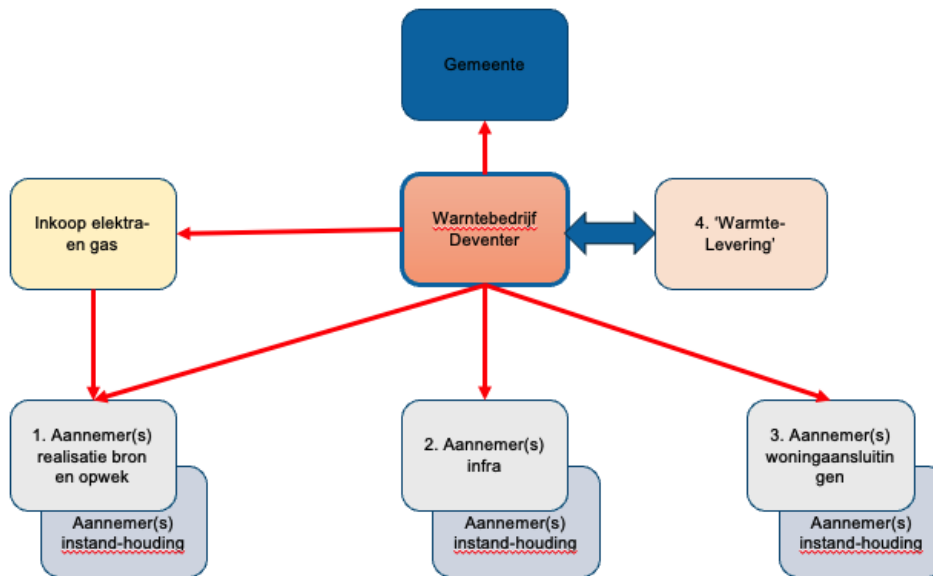 Gemeente
Inkoop elektra-
en gas
Warntebedrijf
Deventer
4. 'Warmte-
Levering'
1. Aannemer(s)
realisatie bron
en opwek
Aannemer(s)
instand-houding
2. Aannemer(s)
infra
Aannemer(s)
instand-houding
3. Aannemer(s)
woningaansluitin
gen
Aannemer(s)
instand-houding